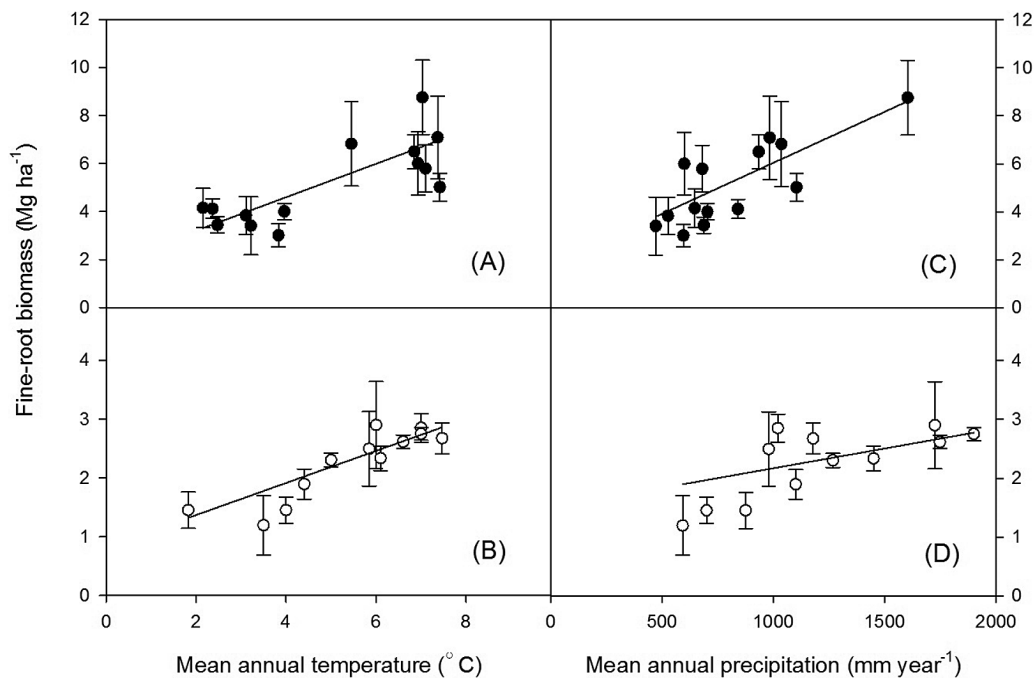 12
10
8
6
4
2
0
(A)
12
10
8
6
4
2
0
(C)
4
3
2
1
0
(B)
4
3
2
1
0
(D)
Fine-root biomass (Mg ha⁻¹)
0 2 4 6 8 0
500 1000 1500 2000
Mean annual temperature (° C)
Mean annual precipitation (mm year⁻¹)